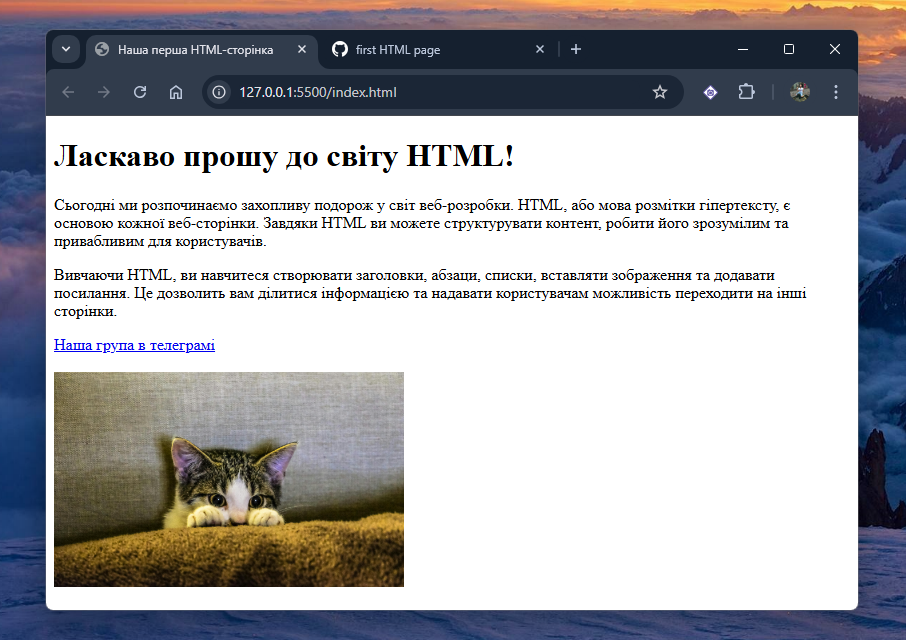 Наша перша HTML-сторінка
first HTML page
127.0.0.1:5500/index.html
Ласкаво прошу до світу HTML!
Сьогодні ми розпочинаємо захопливу подорож у світ веб-розробки. HTML, або мова розмітки гіпертексту, є
основою кожної веб-сторінки. Завдяки HTML ви можете структурувати контент, робити його зрозумілим та
привабливим для користувачів.
Вивчаючи HTML, ви навчитеся створювати заголовки, абзаци, списки, вставляти зображення та додавати
посилання. Це дозволить вам ділитися інформацією та надавати користувачам можливість переходити на інші
сторінки.
Наша група в телеграмі